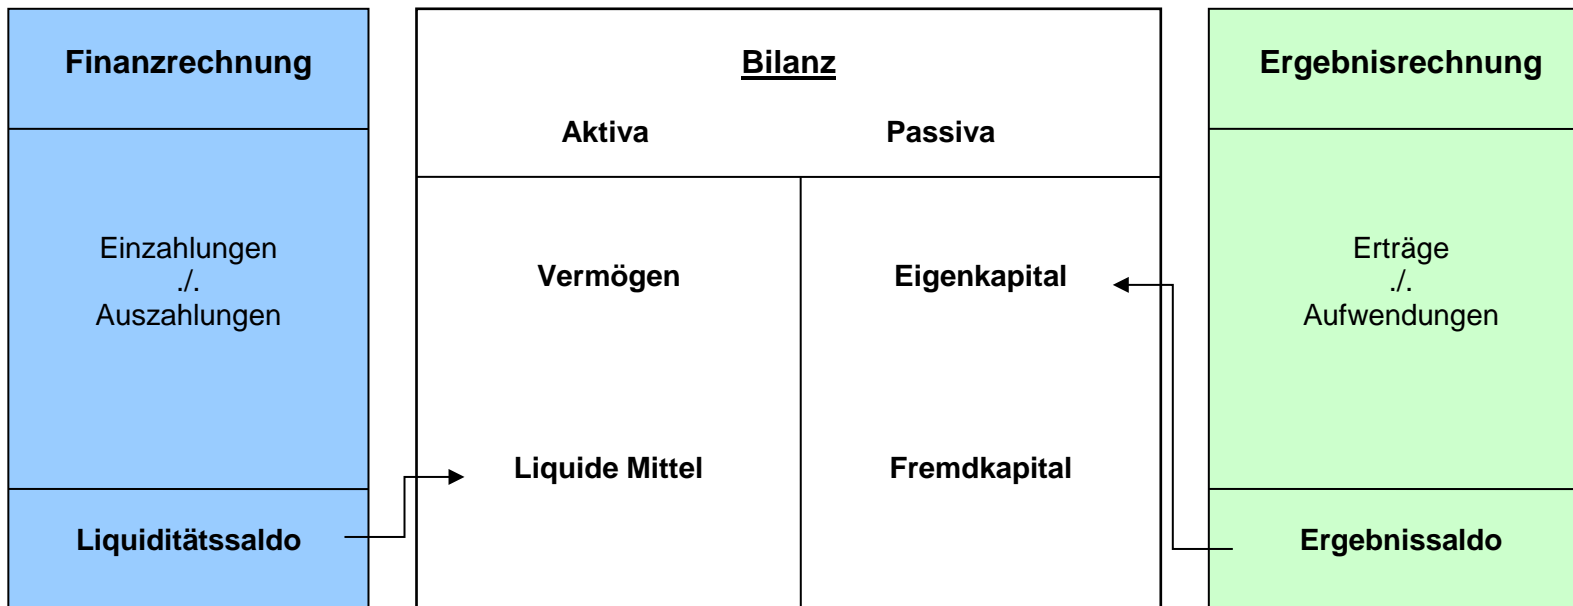 Finanzrechnung
Einzahlungen
./.
Auszahlungen
Liquiditätssaldo
Bilanz
Aktiva Passiva
Vermögen Eigenkapital
Liquide Mittel Fremdkapital
Ergebnisrechnung
Erträge
./.
Aufwendungen
Ergebnissaldo